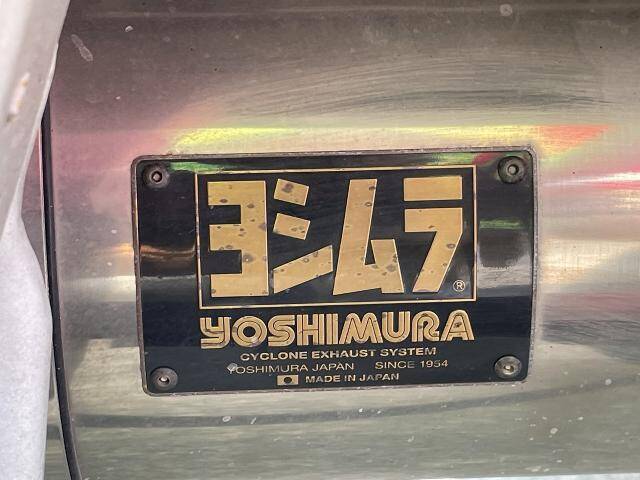 ヨシムラ
®
YOSHIMURA
CYCLONE EXHAUST SYSTEM
YOSHIMURA JAPAN SINCE 1954
MADE IN JAPAN